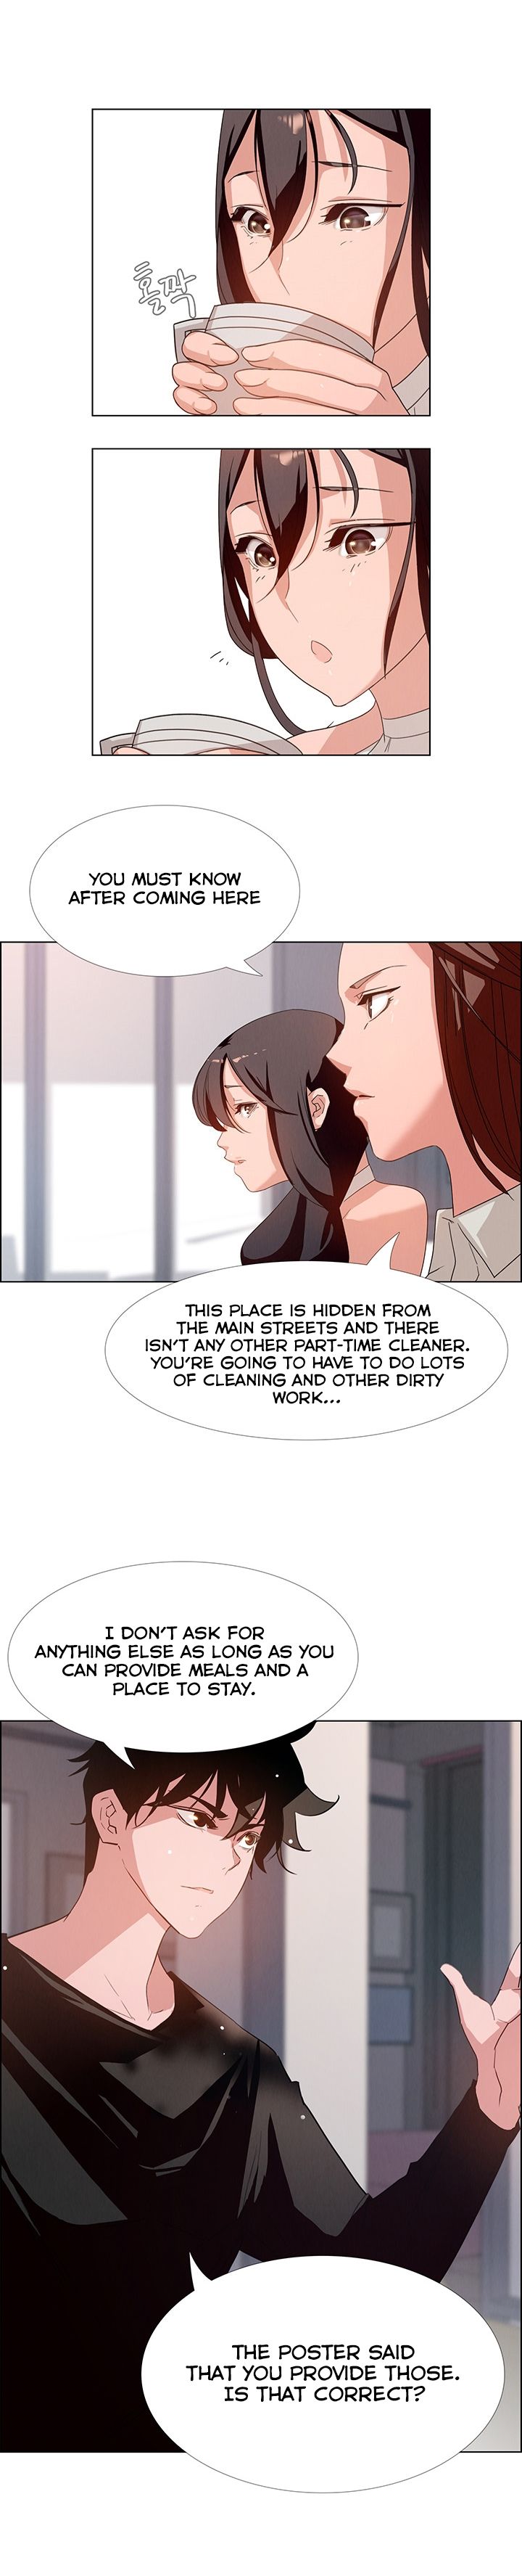 홀짝
YOU MUST KNOW
AFTER COMING HERE
THIS PLACE IS HIDDEN FROM
THE MAIN STREETS AND THERE
ISN'T ANY OTHER PART-TIME CLEANER.
YOU'RE GOING TO HAVE TO DO LOTS
OF CLEANING AND OTHER DIRTY
WORK...
I DON'T ASK FOR
ANYTHING ELSE AS LONG AS YOU
CAN PROVIDE MEALS AND A
PLACE TO STAY.
THE POSTER SAID
THAT YOU PROVIDE THOSE.
IS THAT CORRECT?